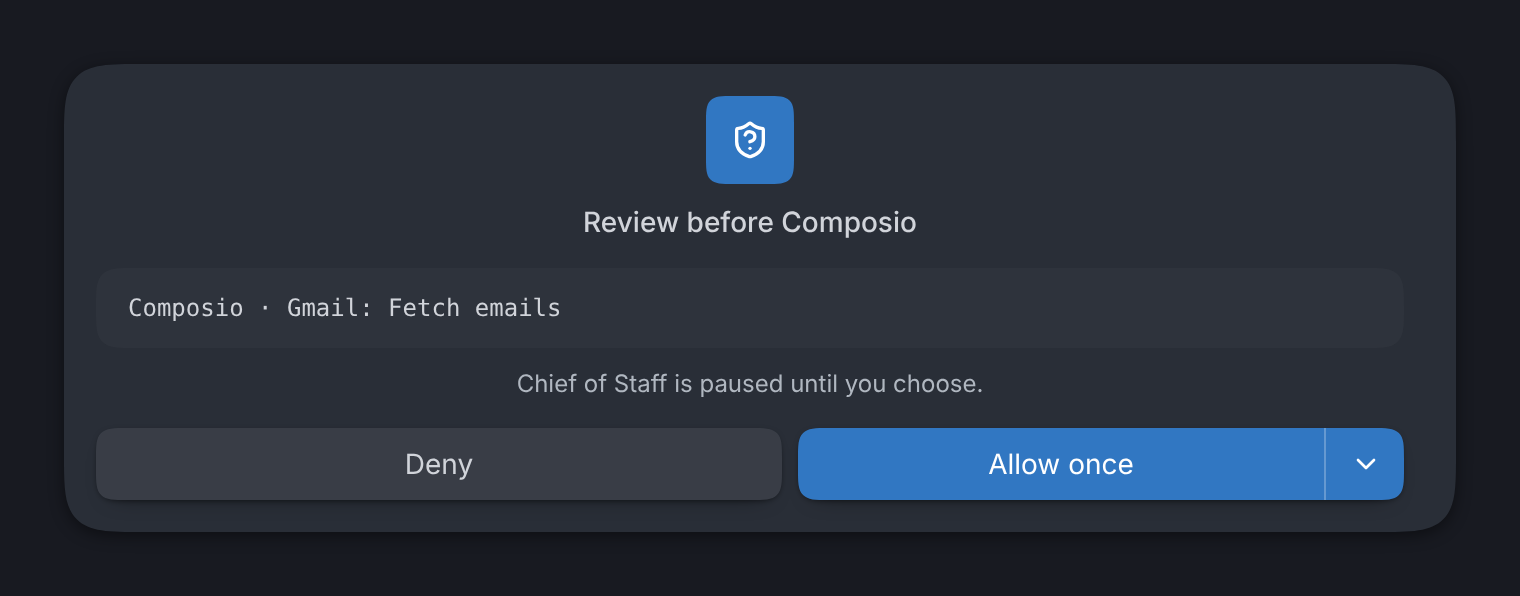 Review before Composio
Composio · Gmail: Fetch emails
Chief of Staff is paused until you choose.
Deny
Allow once